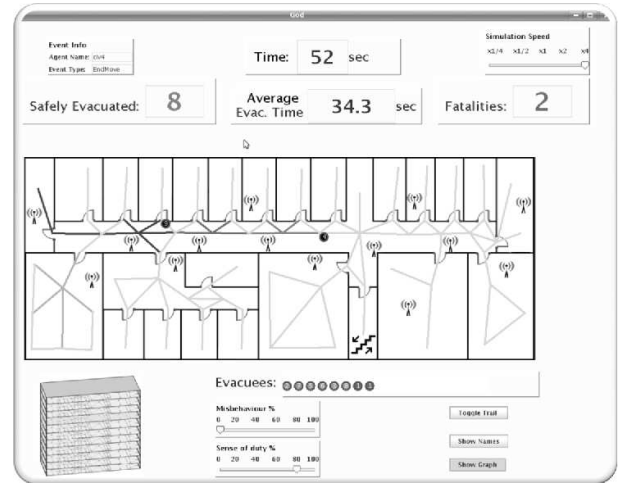 God
Event Info
Agent Name: civ4
Event Type: EndMove
Time: 52 sec
Simulation Speed
x1/4 x1/2 x1 x2 x4
Safely Evacuated: 8
Average
Evac. Time 34.3 sec
Fatalities: 2
Evacuees:
Misbehaviour %
0 20 40 60 80 100
Sense of duty %
0 20 40 60 80 100
Toggle Trail
Show Names
Show Graph